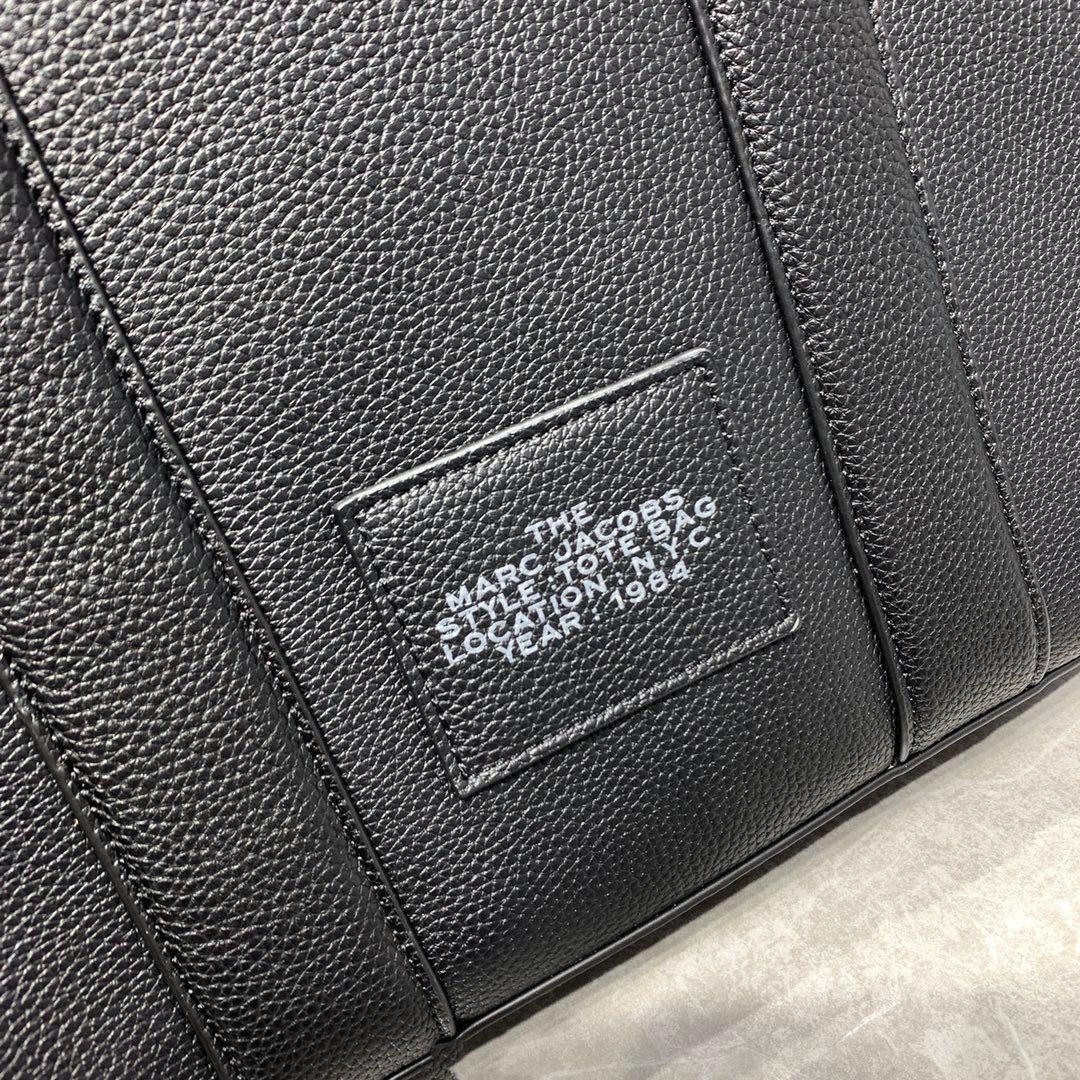 THE
MARC JACOBS
STYLE : TOTE BAG
LOCATION : N.Y.C.
YEAR : 1984